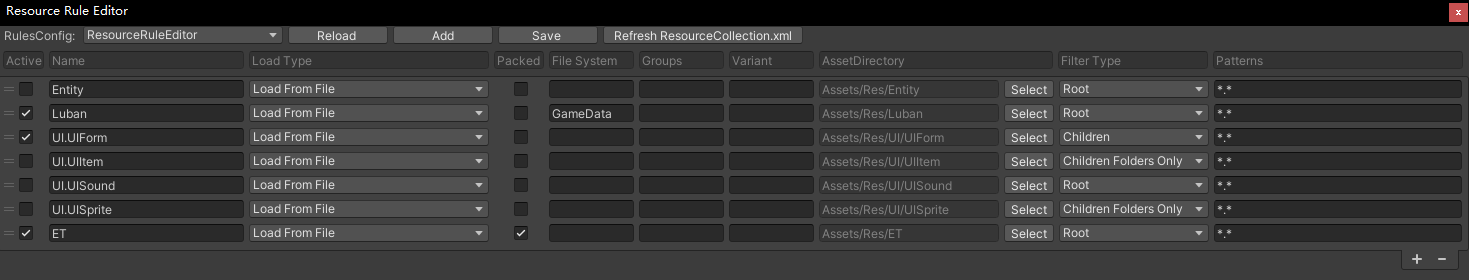 Resource Rule Editor x
RulesConfig: ResourceRuleEditor Reload Add Save Refresh ResourceCollection.xml
Active Name Load Type Packed File System Groups Variant AssetDirectory Filter Type Patterns
Entity Load From File Assets/Res/Entity Select Root *.*
Luban Load From File GameData Assets/Res/Luban Select Root *.*
UI.UIForm Load From File Assets/Res/UI/UIForm Select Children *.*
UI.UIItem Load From File Assets/Res/UI/UIItem Select Children Folders Only *.*
UI.UISound Load From File Assets/Res/UI/UISound Select Root *.*
UI.UISprite Load From File Assets/Res/UI/UISprite Select Children Folders Only *.*
ET Load From File Assets/Res/ET Select Root *.*
+ −